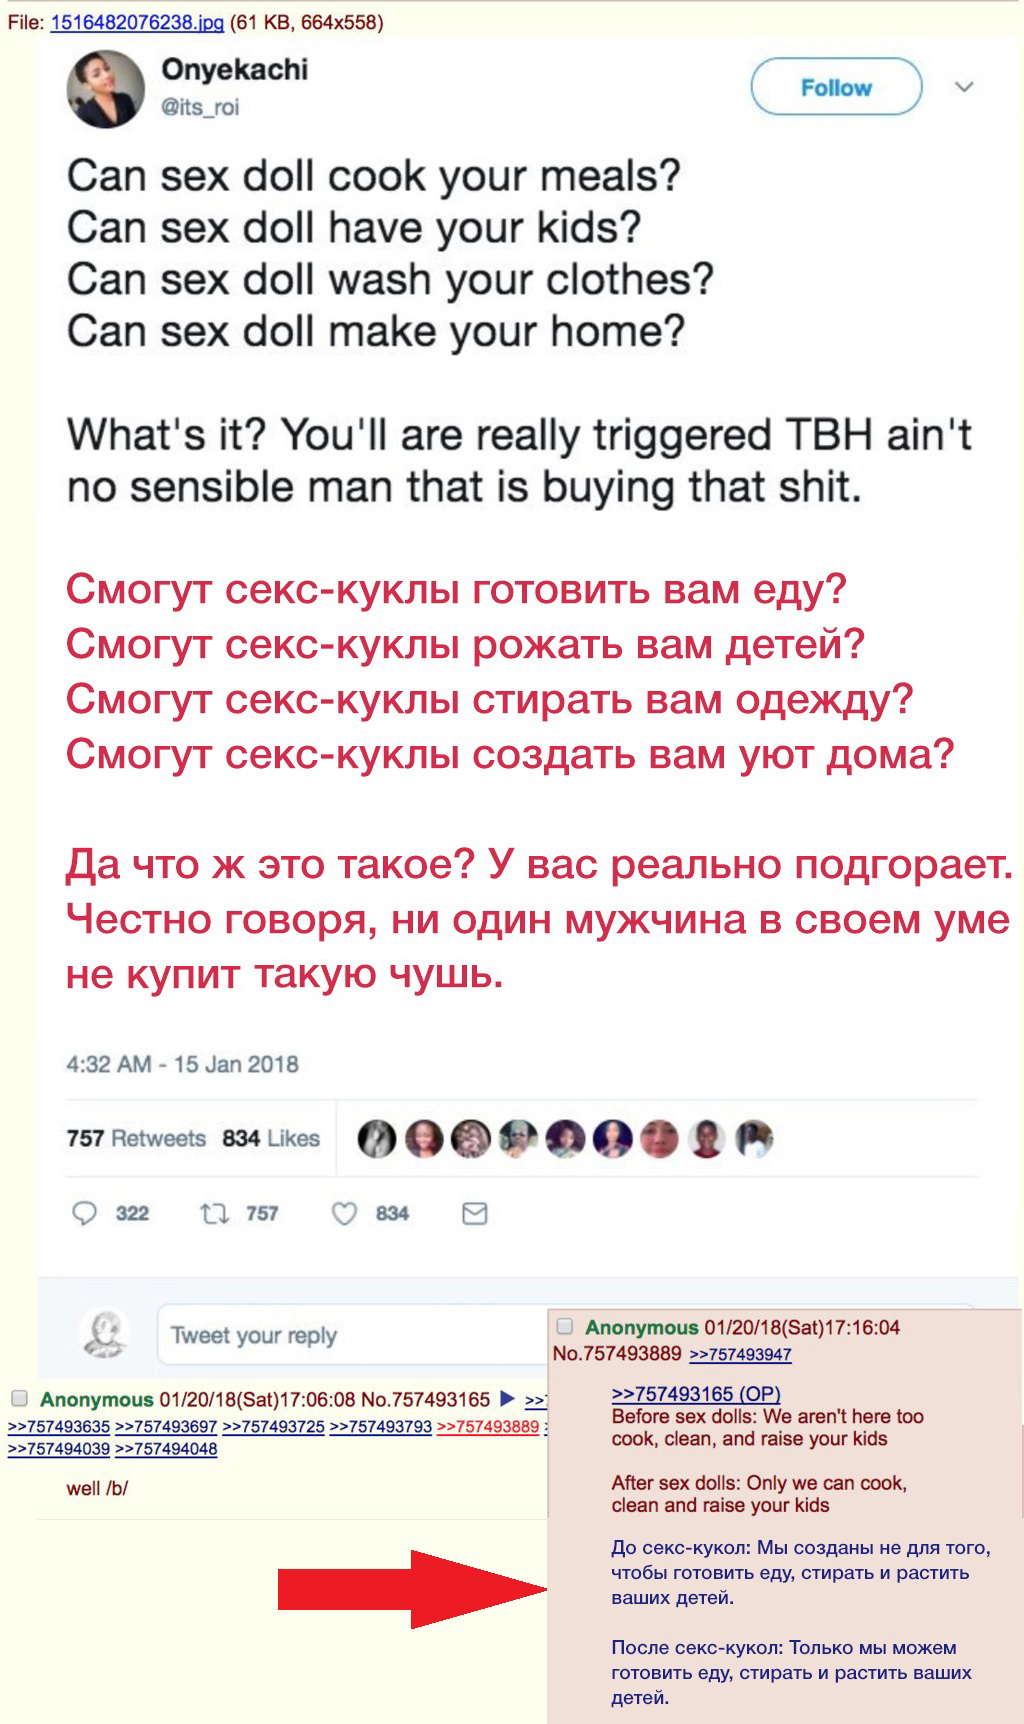 File: 1516482076238.jpg (61 KB, 664x558)
Onyekachi
@its_roi
Follow
Can sex doll cook your meals?
Can sex doll have your kids?
Can sex doll wash your clothes?
Can sex doll make your home?
What's it? You'll are really triggered TBH ain't
no sensible man that is buying that shit.
Смогут секс-куклы готовить вам еду?
Смогут секс-куклы рожать вам детей?
Смогут секс-куклы стирать вам одежду?
Смогут секс-куклы создать вам уют дома?
Да что ж это такое? У вас реально подгорает.
Честно говоря, ни один мужчина в своем уме
не купит такую чушь.
4:32 AM - 15 Jan 2018
757 Retweets 834 Likes
322 757 834
Tweet your reply
Anonymous 01/20/18(Sat)17:06:08 No.757493165 ▶ >>
>>757493635 >>757493697 >>757493725 >>757493793 >>757493889
>>757494039 >>757494048
well /b/
Anonymous 01/20/18(Sat)17:16:04
No.757493889 >>757493947
>>757493165 (OP)
Before sex dolls: We aren't here too
cook, clean, and raise your kids
After sex dolls: Only we can cook,
clean and raise your kids
До секс-кукол: Мы созданы не для того,
чтобы готовить еду, стирать и растить
ваших детей.
После секс-кукол: Только мы можем
готовить еду, стирать и растить ваших
детей.